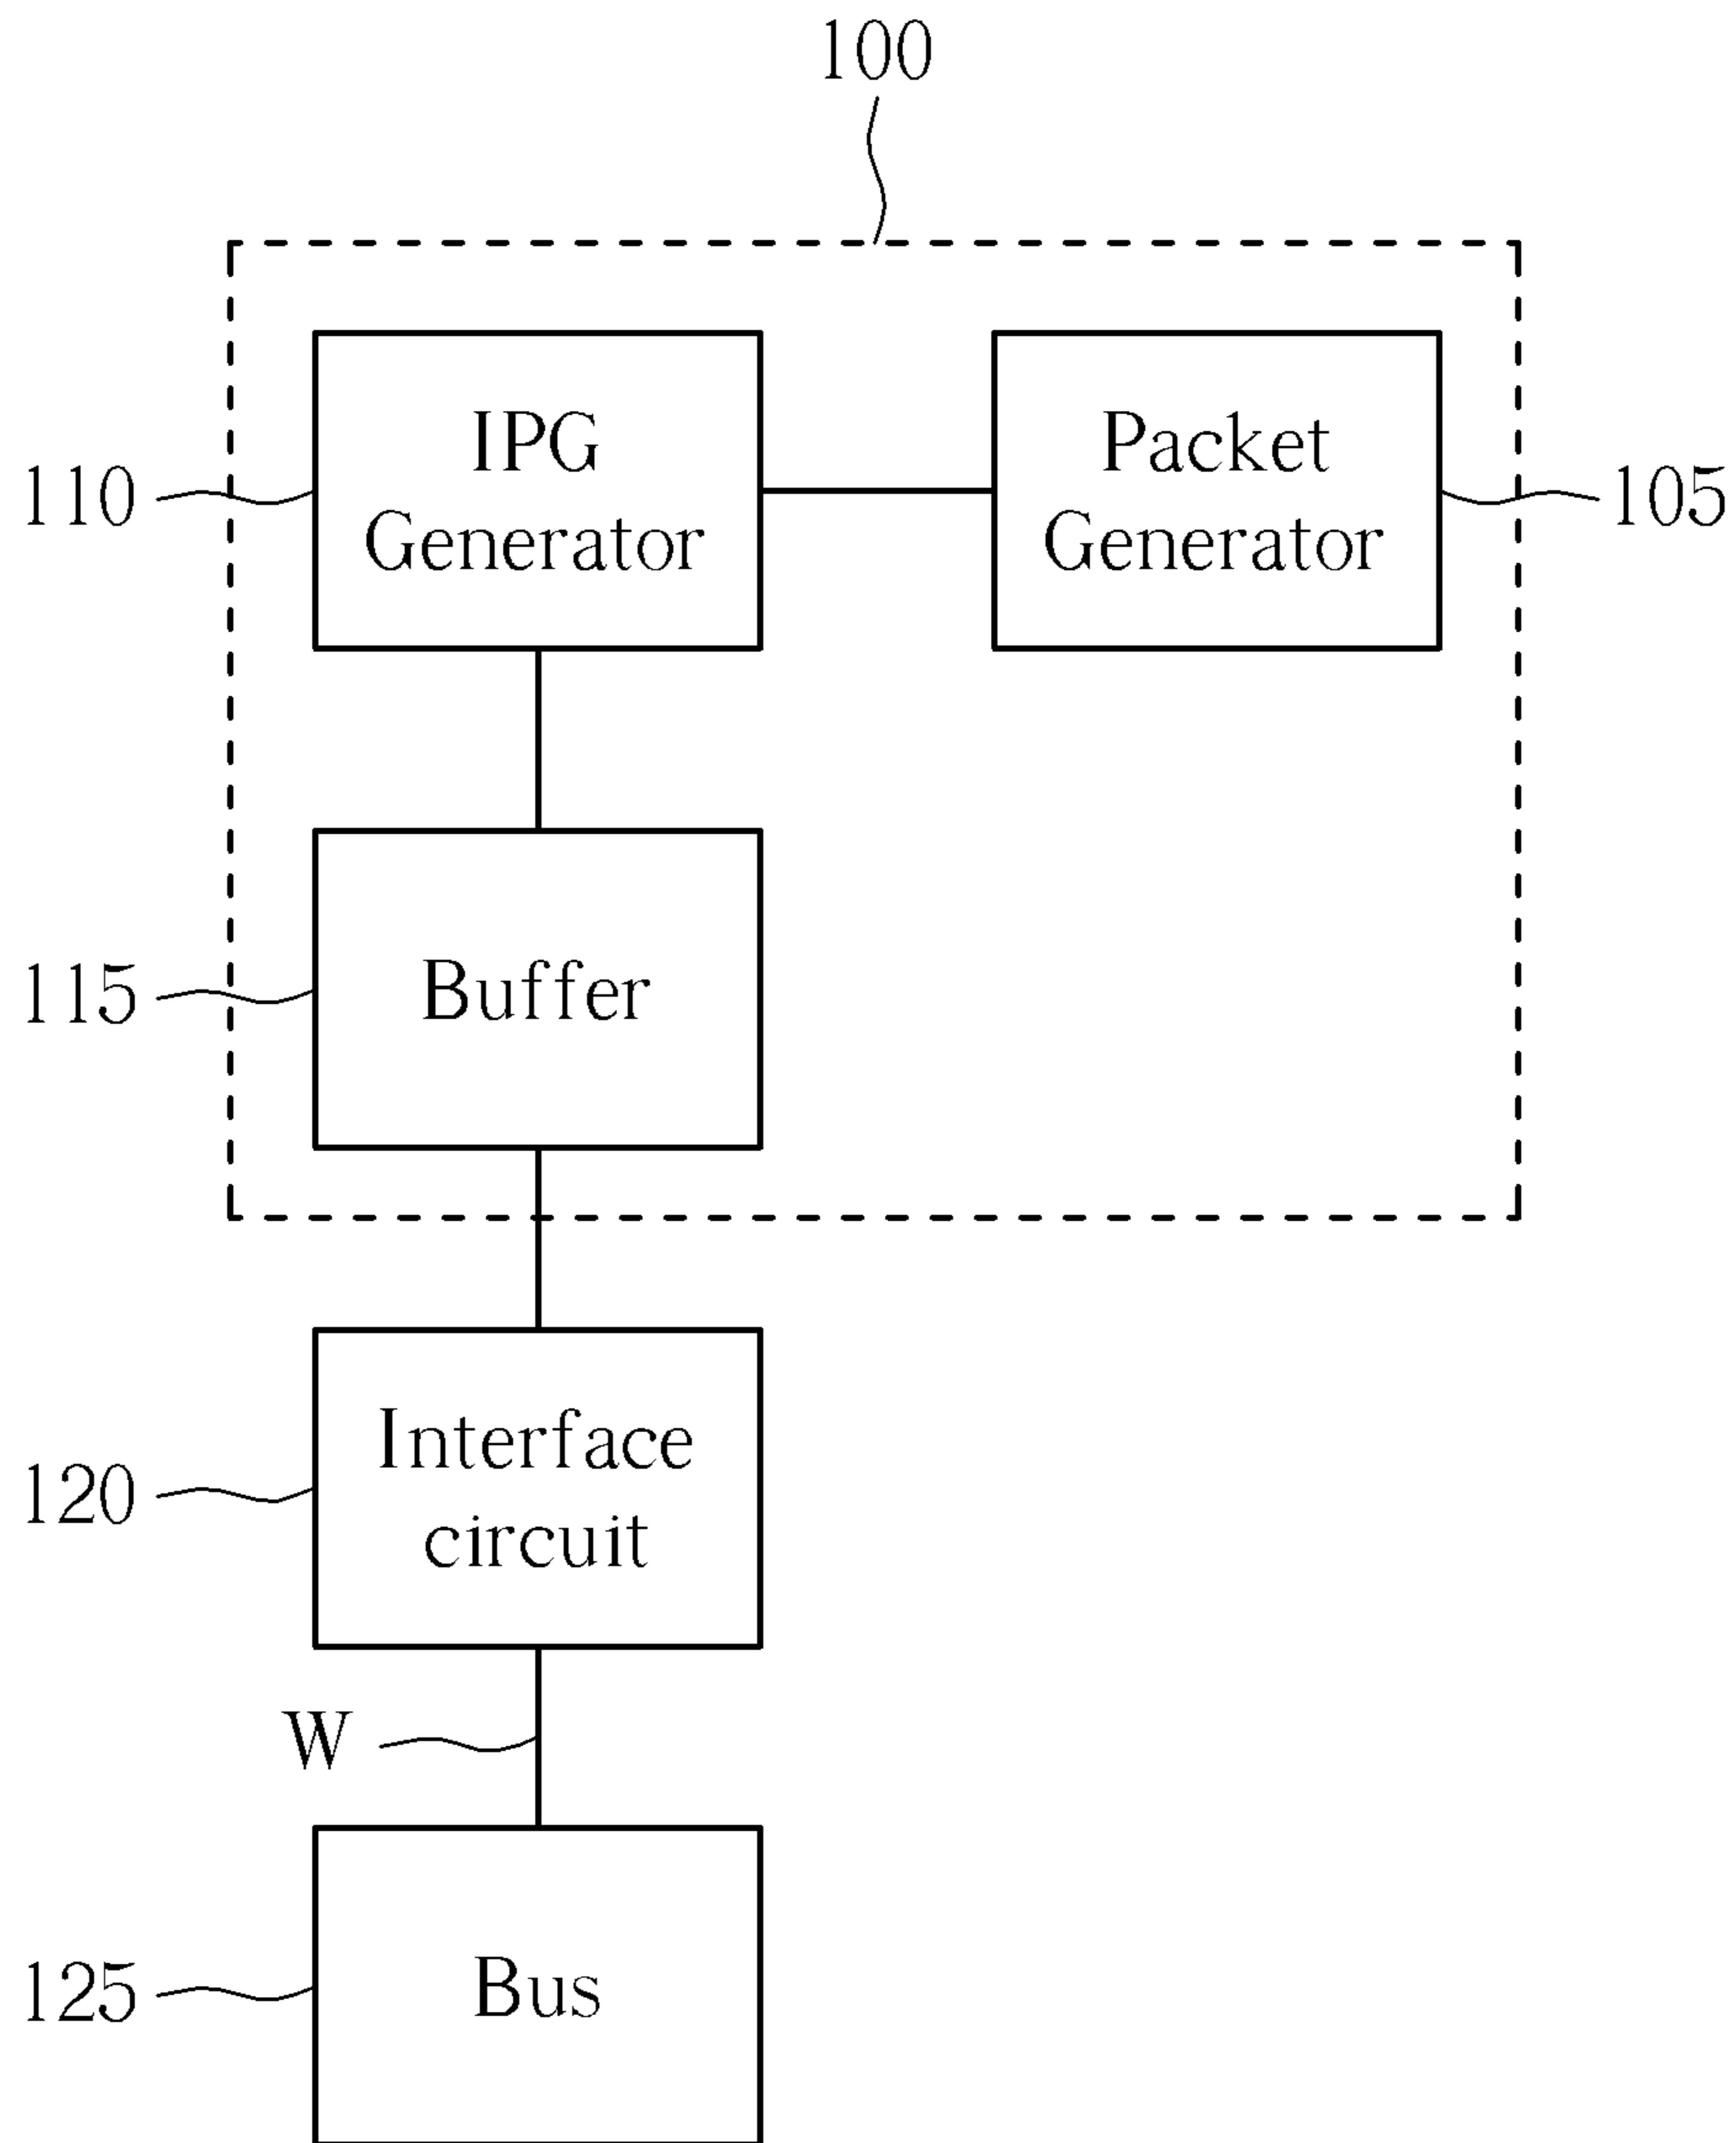 100
IPG
Generator
Packet
Generator
110
105
Buffer
115
Interface
circuit
120
W
Bus
125